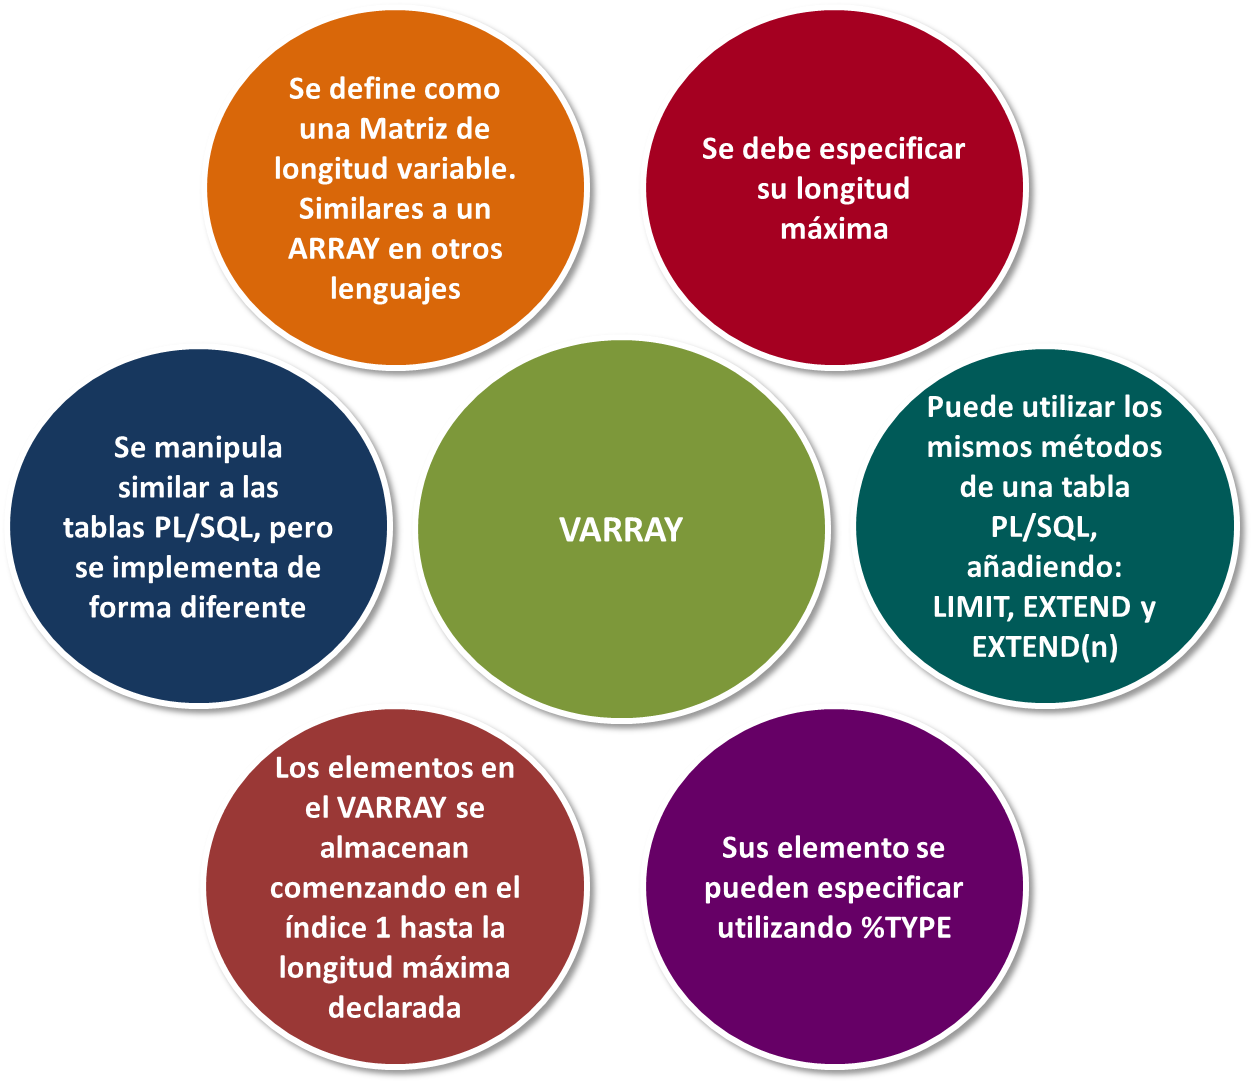 Se define como
una Matriz de
longitud variable.
Similares a un
ARRAY en otros
lenguajes
Se debe especificar
su longitud
máxima
Se manipula
similar a las
tablas PL/SQL, pero
se implementa de
forma diferente
VARRAY
Puede utilizar los
mismos métodos
de una tabla
PL/SQL,
añadiendo:
LIMIT, EXTEND y
EXTEND(n)
Los elementos en
el VARRAY se
almacenan
comenzando en el
índice 1 hasta la
longitud máxima
declarada
Sus elemento se
pueden especificar
utilizando %TYPE